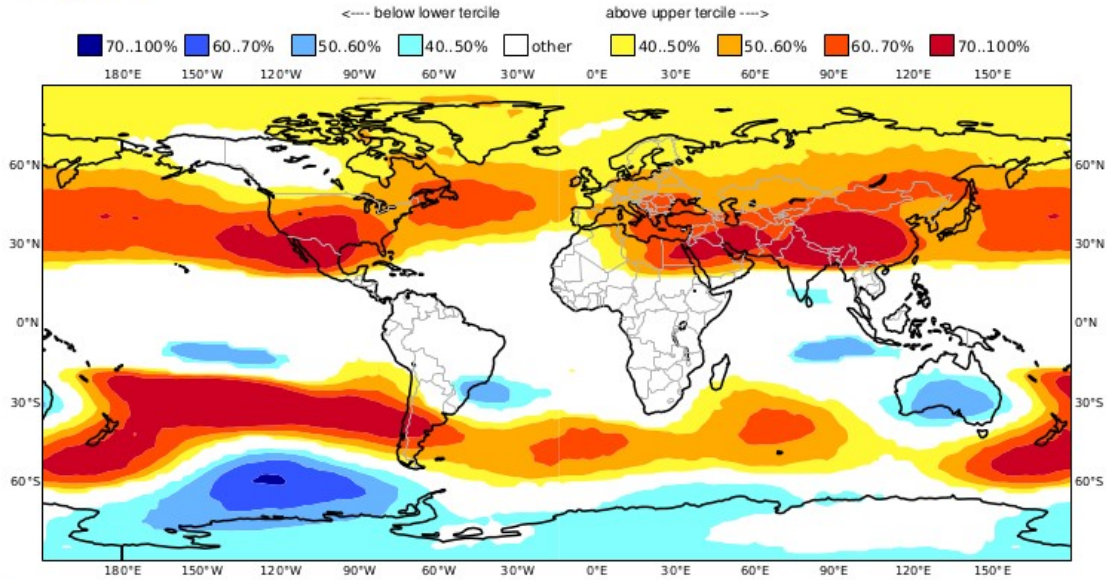 <---- below lower tercile above upper tercile ---->
70..100% 60..70% 50..60% 40..50% other 40..50% 50..60% 60..70% 70..100%
180°E 150°W 120°W 90°W 60°W 30°W 0°E 30°E 60°E 90°E 120°E 150°E
60°N 60°N
30°N 30°N
0°N 0°N
30°S 30°S
60°S 60°S
180°E 150°W 120°W 90°W 60°W 30°W 0°E 30°E 60°E 90°E 120°E 150°E